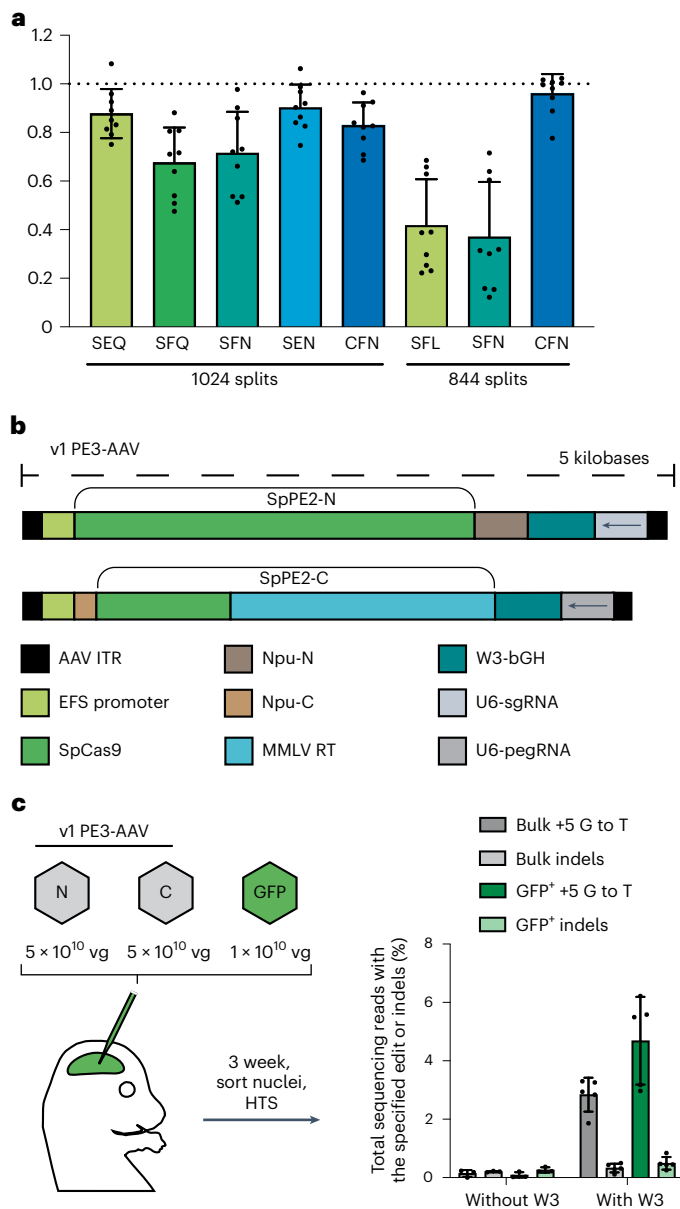 a
1.2
1.0
0.8
0.6
0.4
0.2
0
SEQ SFQ SFN SEN CFN SFL SFN CFN
1024 splits 844 splits
b
v1 PE3-AAV
5 kilobases
SpPE2-N
SpPE2-C
AAV ITR Npu-N W3-bGH
EFS promoter Npu-C U6-sgRNA
SpCas9 MMLV RT U6-pegRNA
c
v1 PE3-AAV
N C GFP
5 × 10¹⁰ vg 5 × 10¹⁰ vg 1 × 10¹⁰ vg
3 week,
sort nuclei,
HTS
Bulk +5 G to T
Bulk indels
GFP⁺ +5 G to T
GFP⁺ indels
Total sequencing reads with
the specified edit or indels (%)
8
6
4
2
0
Without W3 With W3